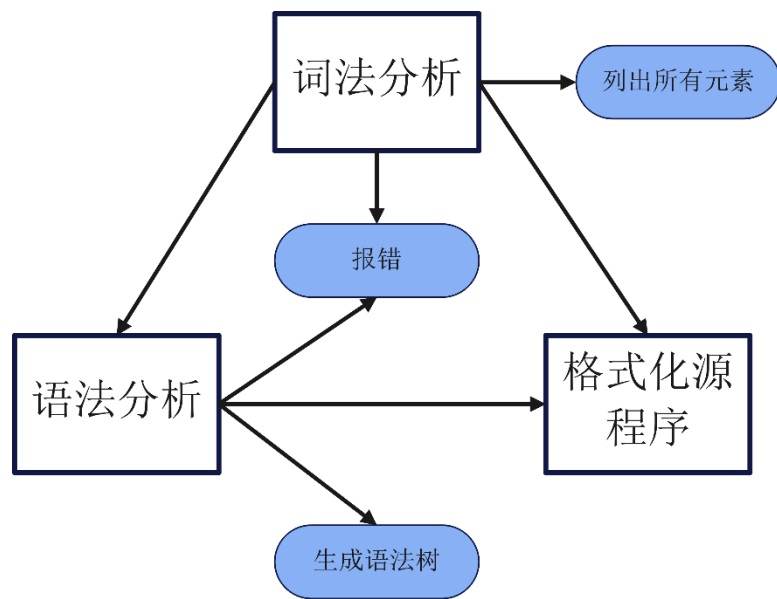 词法分析
列出所有元素
报错
语法分析
格式化源
程序
生成语法树